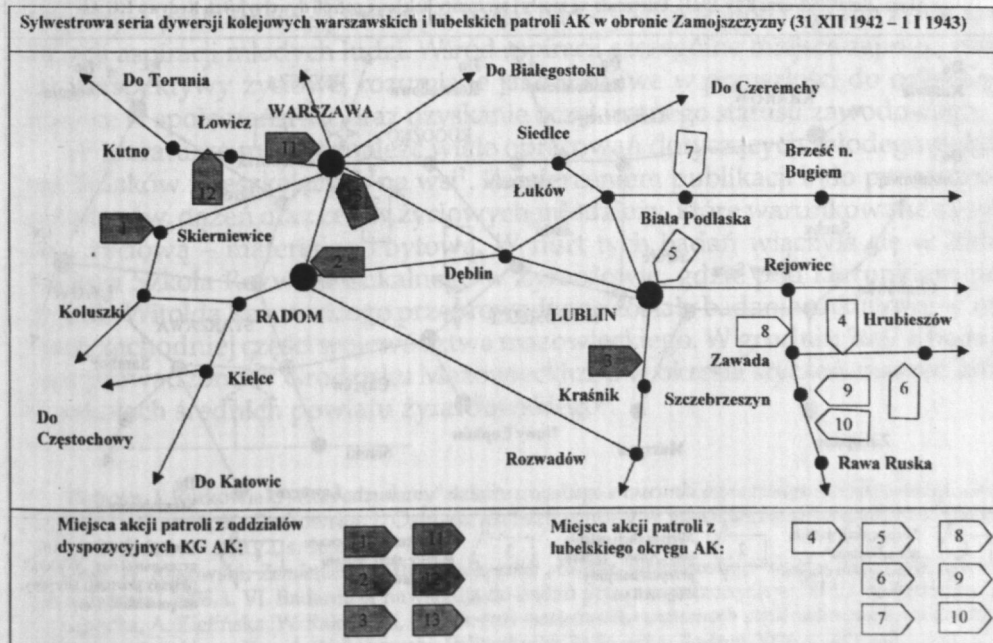 Sylwestrowa seria dywersji kolejowych warszawskich i lubelskich patroli AK w obronie Zamojszczyzny (31 XII 1942 – 1 I 1943)
Do Torunia
Do Białegostoku
WARSZAWA
Do Czeremchy
Łowicz
Siedlce
Kutno
11
7
Brześć n.
Bugiem
12
Łuków
13
Biała Podlaska
Skierniewice
5
2
Dęblin
Rejowice
Koluszki
RADOM
LUBLIN
8
Hrubieszów
Zawada
3
Kielce
Kraśnik
Szczebrzeszyn
9
6
10
Do
Częstochowy
Rozwadów
Rawa Ruska
Do Katowic
Miejsca akcji patroli z oddziałów
dyspozycyjnych KG AK:
11
2
12
3
13
Miejsca akcji patroli z
lubelskiego okręgu AK:
4
5
8
6
9
7
10